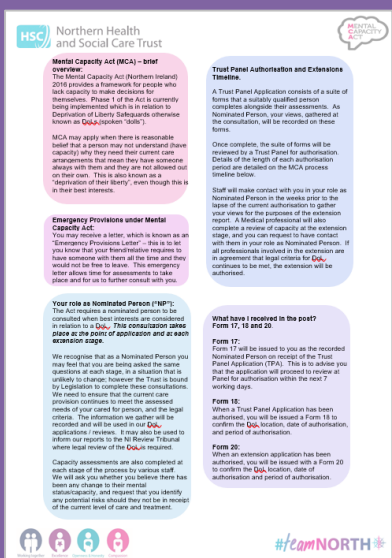 HSC Northern Health
and Social Care Trust
MENTAL
CAPACITY
ACT
Mental Capacity Act (MCA) – brief
overview:
The Mental Capacity Act (Northern Ireland)
2016 provides a framework for people who
lack capacity to make decisions for
themselves. Phase 1 of the Act is currently
being implemented which is in relation to
Deprivation of Liberty Safeguards otherwise
known as DoLs (spoken “dolls”).
MCA may apply when there is reasonable
belief that a person may not understand (have
capacity) why they need their current care
arrangements that mean they have someone
always with them and they are not allowed out
on their own. This is also known as a
“deprivation of liberty”, even though this is
in their best interests.
Emergency Provisions under Mental
Capacity Act:
You may receive a letter, which is known as an
“Emergency Provisions Letter” – this is to let
you know that your friend/relative requires to
have someone with them all the time and they
would not be free to leave. This emergency
letter allows time for assessments to take
place and for us to further consult with you.
Your role as Nominated Person (“NP”):
The Act requires a nominated person to be
consulted when best interests are considered
in relation to a DoL. This consultation takes
place at the point of application and at each
extension stage.
We recognise that as a Nominated Person you
may feel that you are being asked the same
questions at each stage, in a situation that is
unlikely to change; however the Trust is bound
by Legislation to complete these consultations.
We need to ensure that the current care
provision continues to meet the assessed
needs of your cared for person, and the legal
criteria. The information we gather will be
recorded and will be used in our DoL
applications / reviews. It may also be used to
inform our reports to the NI Review Tribunal
where legal review of the DoL is required.
Capacity assessments are also completed at
each stage of the process by various staff.
We will ask you whether you believe there has
been any change to their mental
status/capacity, and request that you identify
any potential risks should they not be in receipt
of the current level of care and treatment.
Trust Panel Authorisation and Extensions
Timeline.
A Trust Panel Application consists of a suite of
forms that a suitably qualified person
completes alongside their assessments. As
Nominated Person, your views, gathered at
the consultation, will be recorded on these
forms.
Once complete, the suite of forms will be
reviewed by a Trust Panel for authorisation.
Details of the length of each authorisation
period are detailed on the MCA process
timeline below.
Staff will make contact with you in your role as
Nominated Person in the weeks prior to the
lapse of the current authorisation to gather
your views for the purposes of the extension
report. A Medical professional will also
complete a review of capacity at the extension
stage, and you can request to have contact
with them in your role as Nominated Person. If
all professionals involved in the extension are
in agreement that legal criteria for DoL
continues to be met, the extension will be
authorised.
What have I received in the post?
Form 17, 18 and 20.
Form 17:
Form 17 will be issued to you as the recorded
Nominated Person on receipt of the Trust
Panel Application (TPA). This is to advise you
that the application will proceed to review at
Panel for authorisation within the next 7
working days.
Form 18:
When a Trust Panel Application has been
authorised, you will be issued a Form 18 to
confirm the DoL location, date of authorisation,
and period of authorisation.
Form 20:
When an extension application has been
authorised, you will be issued with a Form 20
to confirm the DoL location, date of
authorisation and period of authorisation.
#teamNORTH